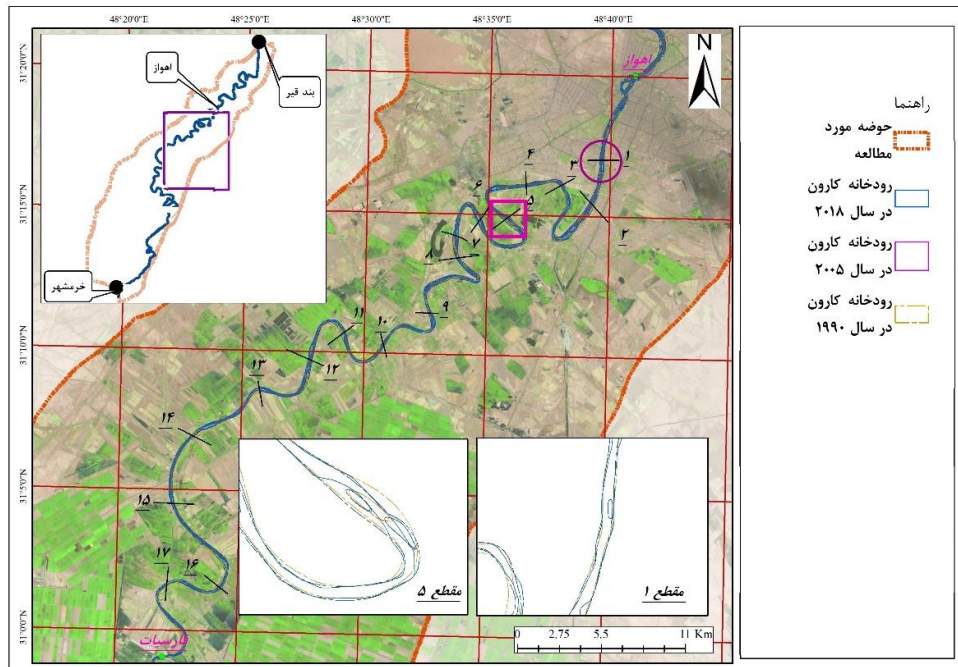 48°20'0"E
48°25'0"E
48°30'0"E
48°35'0"E
48°40'0"E
31°20'0"N
31°15'0"N
31°10'0"N
31°5'0"N
31°0'0"N
اهواز
بند قیر
خرمشهر
N
اهواز
۱
۲
۳
۴
۵
۶
۷
۸
۹
۱۰
۱۱
۱۲
۱۳
۱۴
۱۵
۱۶
۱۷
فارسیات
مقطع ۵
مقطع ۱
0 2.75 5.5 11 Km
راهنما
حوضه مورد
مطالعه
رودخانه کارون
در سال ۲۰۱۸
رودخانه کارون
در سال ۲۰۰۵
رودخانه کارون
در سال ۱۹۹۰